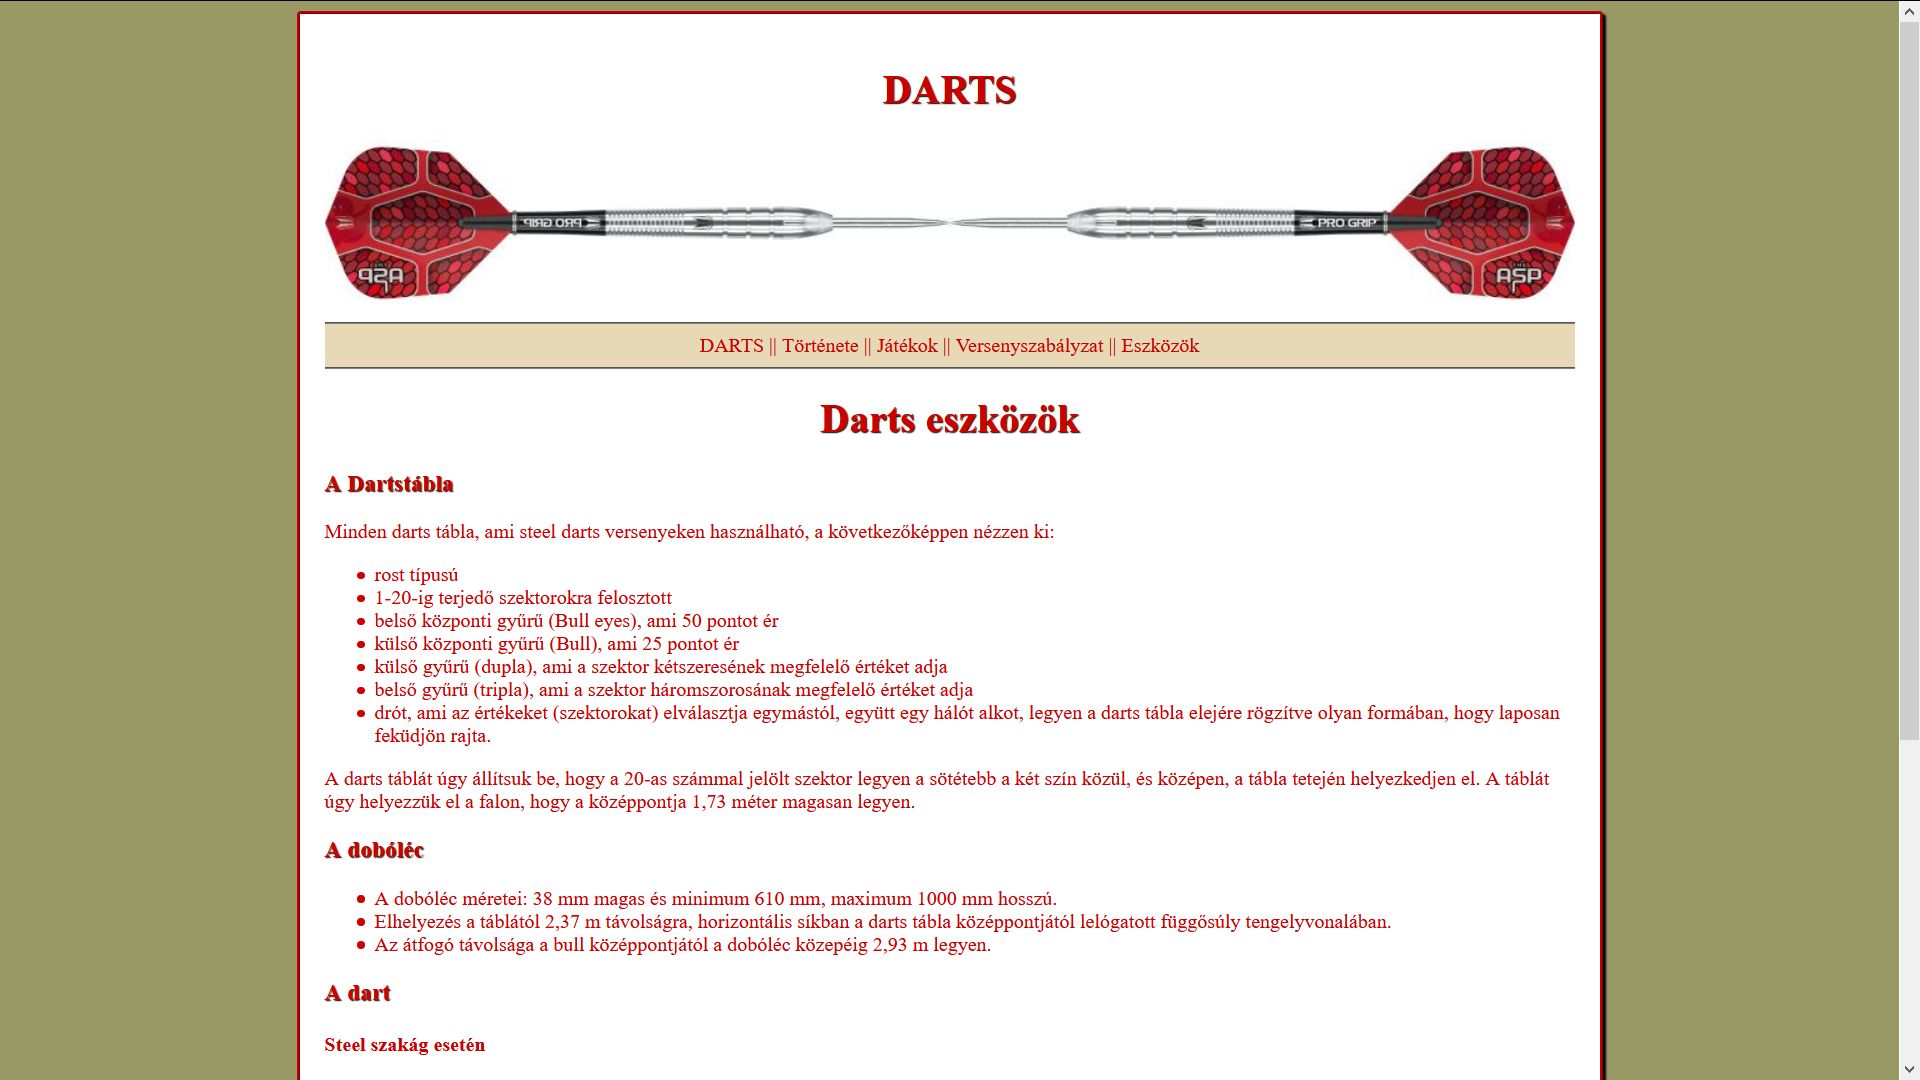 DARTS
PRO GRIP
PRO GRIP
ASP
THE
ASP
DARTS || Története || Játékok || Versenyszabályzat || Eszközök
Darts eszközök
A Dartstábla
Minden darts tábla, ami steel darts versenyeken használható, a következőképpen nézzen ki:
rost típusú
1-20-ig terjedő szektorokra felosztott
belső központi gyűrű (Bull eyes), ami 50 pontot ér
külső központi gyűrű (Bull), ami 25 pontot ér
külső gyűrű (dupla), ami a szektor kétszeresének megfelelő értéket adja
belső gyűrű (tripla), ami a szektor háromszorosának megfelelő értéket adja
drót, ami az értékeket (szektorokat) elválasztja egymástól, együtt egy hálót alkot, legyen a darts tábla elejére rögzítve olyan formában, hogy laposan
feküdjön rajta.
A darts táblát úgy állítsuk be, hogy a 20-as számmal jelölt szektor legyen a sötétebb a két szín közül, és középen, a tábla tetején helyezkedjen el. A táblát
úgy helyezzük el a falon, hogy a középpontja 1,73 méter magasan legyen.
A dobóléc
A dobóléc méretei: 38 mm magas és minimum 610 mm, maximum 1000 mm hosszú.
Elhelyezés a táblától 2,37 m távolságra, horizontális síkban a darts tábla középpontjától lelógatott függősúly tengelyvonalában.
Az átfogó távolsága a bull középpontjától a dobóléc közepéig 2,93 m legyen.
A dart
Steel szakág esetén